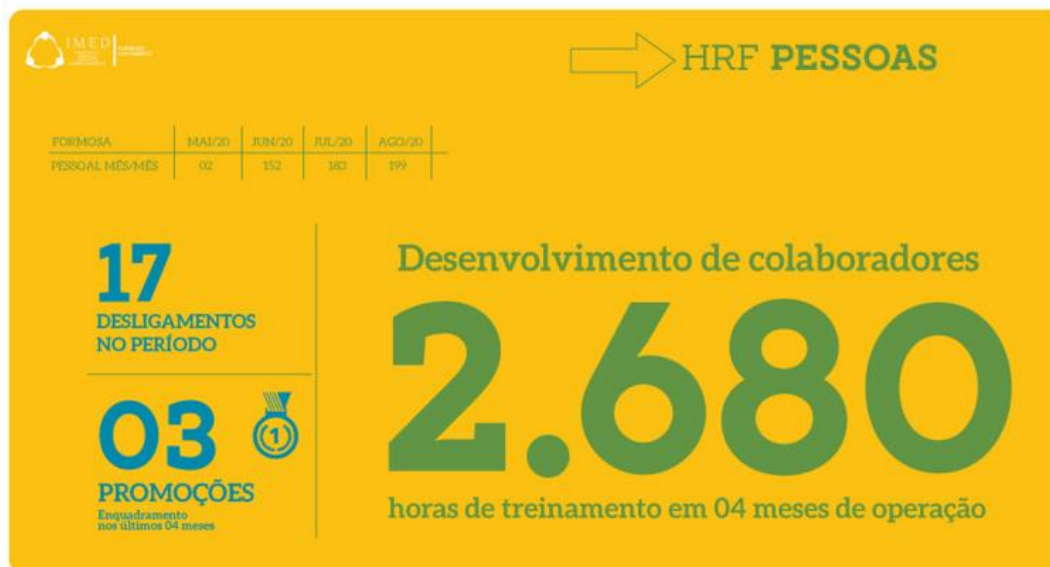 IMED
HRF PESSOAS
FORMOSA MAI/20 JUN/20 JUL/20 AGO/20
PESSOAL MÊS/MÊS 02 152 183 199
17
DESLIGAMENTOS
NO PERÍODO
03
1
PROMOÇÕES
Enquadramento
nos últimos 04 meses
Desenvolvimento de colaboradores
2.680
horas de treinamento em 04 meses de operação